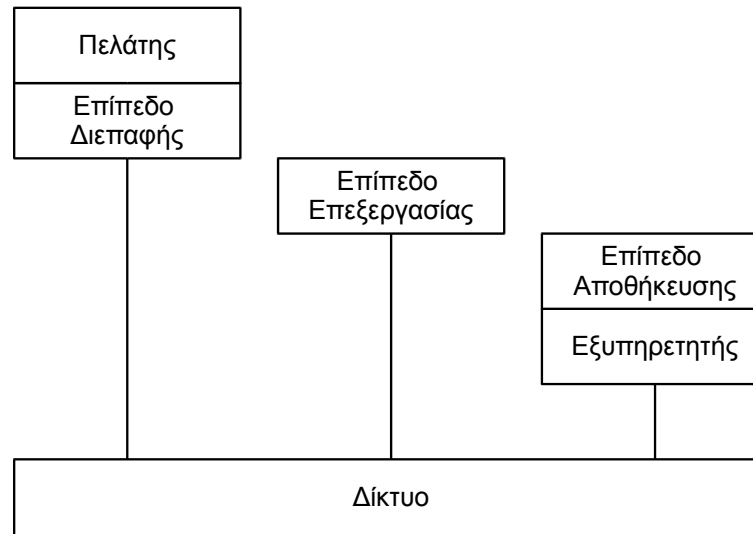 Πελάτης
Επίπεδο
Διεπαφής
Επίπεδο
Επεξεργασίας
Επίπεδο
Αποθήκευσης
Εξυπηρετητής
Δίκτυο